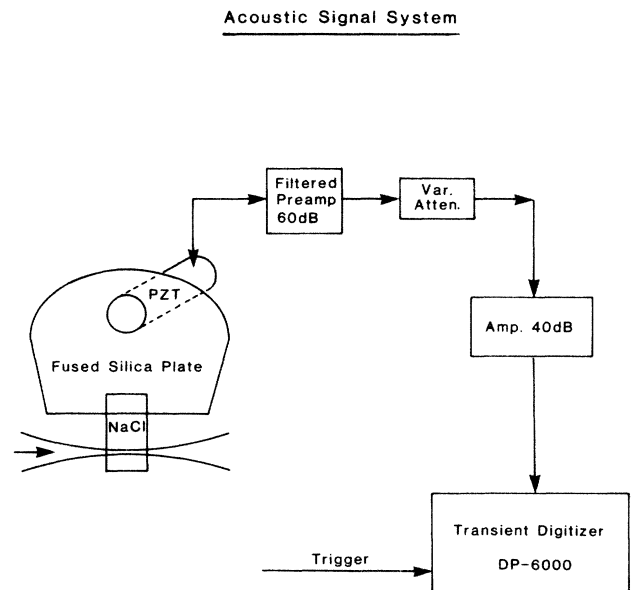 Acoustic Signal System
Filtered
Preamp
60dB
Var.
Atten.
PZT
Amp. 40dB
Fused Silica Plate
NaCl
Transient Digitizer
DP-6000
Trigger